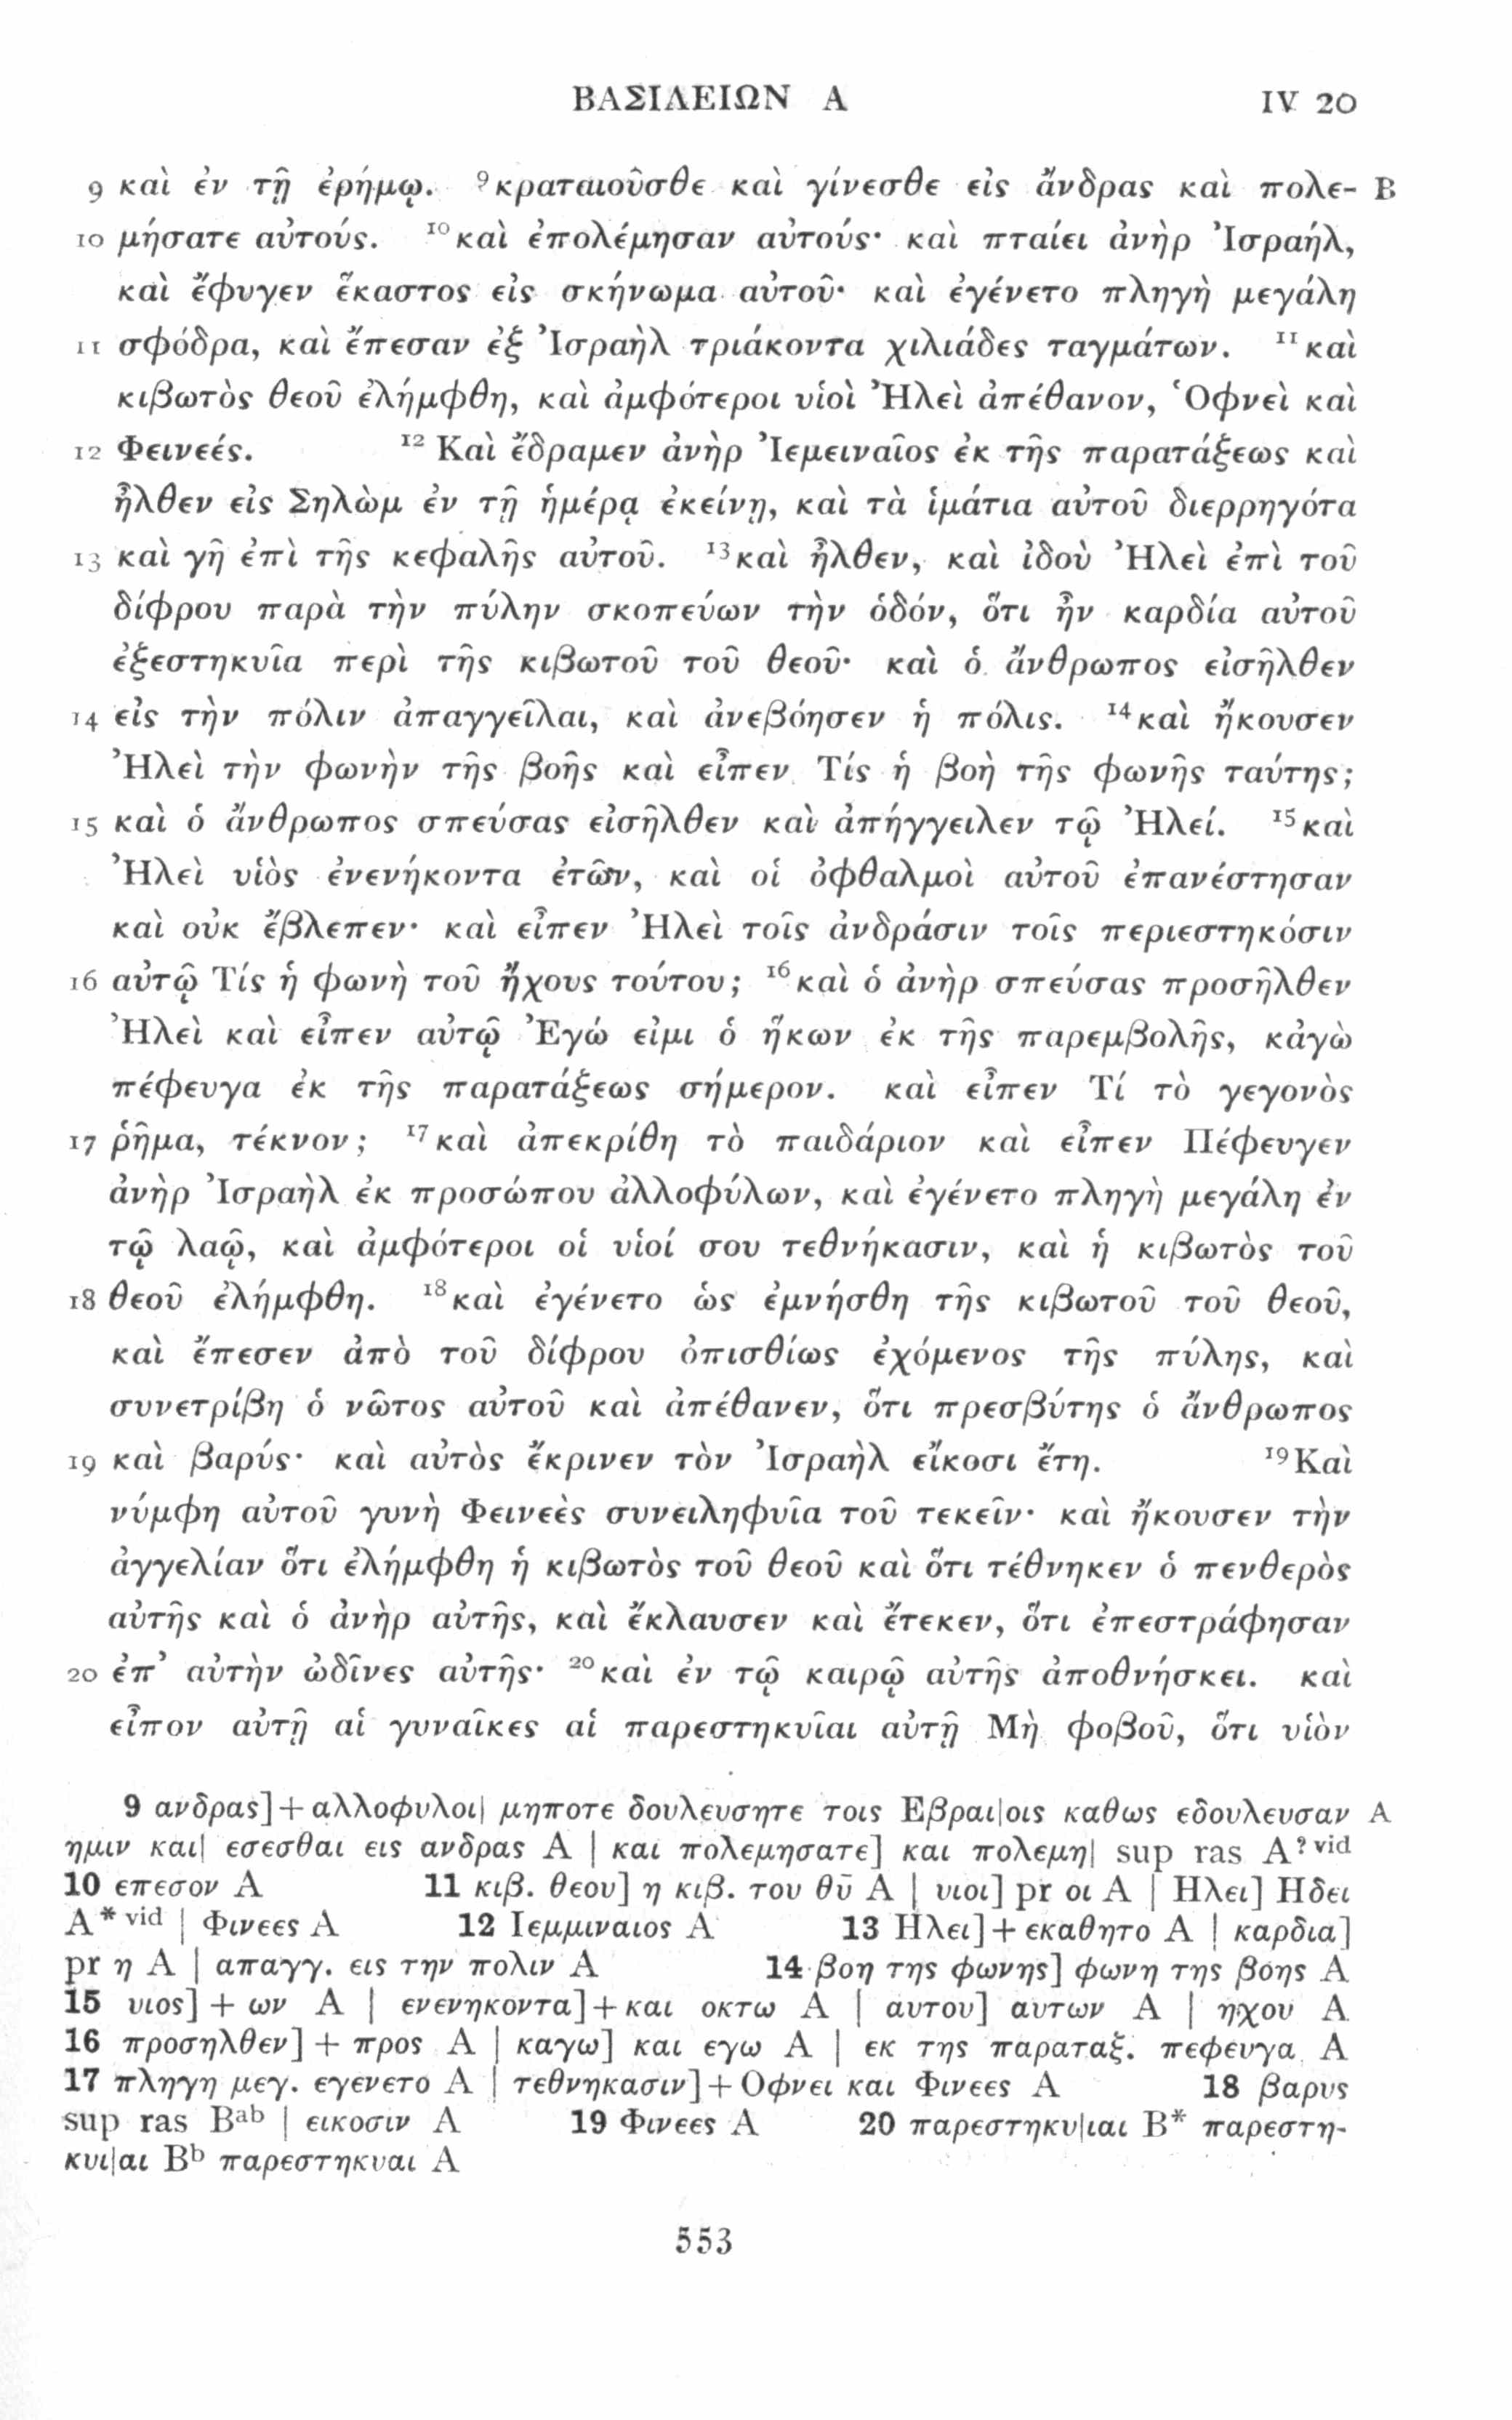 ΒΑΣΙΛΕΙΩΝ Α IV 20
9 καὶ ἐν τῇ ἐρήμῳ. ⁹κραταιοῦσθε καὶ γίνεσθε εἰς ἄνδρας καὶ πολε- B
10 μήσατε αὐτούς. ¹⁰καὶ ἐπολέμησαν αὐτούς· καὶ πταίει ἀνὴρ Ἰσραήλ,
καὶ ἔφυγεν ἕκαστος εἰς σκήνωμα αὐτοῦ· καὶ ἐγένετο πληγὴ μεγάλη
11 σφόδρα, καὶ ἔπεσαν ἐξ Ἰσραὴλ τριάκοντα χιλιάδες ταγμάτων. ¹¹καὶ
κιβωτὸς θεοῦ ἐλήμφθη, καὶ ἀμφότεροι υἱοὶ Ἠλεὶ ἀπέθανον, Ὀφνεὶ καὶ
12 Φεινεές. ¹²Καὶ ἔδραμεν ἀνὴρ Ἰεμειναῖος ἐκ τῆς παρατάξεως καὶ
ἦλθεν εἰς Σηλὼμ ἐν τῇ ἡμέρᾳ ἐκείνῃ, καὶ τὰ ἱμάτια αὐτοῦ διερρηγότα
13 καὶ γῆ ἐπὶ τῆς κεφαλῆς αὐτοῦ. ¹³καὶ ἦλθεν, καὶ ἰδοὺ Ἠλεὶ ἐπὶ τοῦ
δίφρου παρὰ τὴν πύλην σκοπεύων τὴν ὁδόν, ὅτι ἦν καρδία αὐτοῦ
ἐξεστηκυῖα περὶ τῆς κιβωτοῦ τοῦ θεοῦ· καὶ ὁ ἄνθρωπος εἰσῆλθεν
14 εἰς τὴν πόλιν ἀπαγγεῖλαι, καὶ ἀνεβόησεν ἡ πόλις. ¹⁴καὶ ἤκουσεν
Ἠλεὶ τὴν φωνὴν τῆς βοῆς καὶ εἶπεν Τίς ἡ βοὴ τῆς φωνῆς ταύτης;
15 καὶ ὁ ἄνθρωπος σπεύσας εἰσῆλθεν καὶ ἀπήγγειλεν τῷ Ἠλεί. ¹⁵καὶ
Ἠλεὶ υἱὸς ἐνενήκοντα ἐτῶν, καὶ οἱ ὀφθαλμοὶ αὐτοῦ ἐπανέστησαν
καὶ οὐκ ἔβλεπεν· καὶ εἶπεν Ἠλεὶ τοῖς ἀνδράσιν τοῖς περιεστηκόσιν
16 αὐτῷ Τίς ἡ φωνὴ τοῦ ἤχους τούτου; ¹⁶καὶ ὁ ἀνὴρ σπεύσας προσῆλθεν
Ἠλεὶ καὶ εἶπεν αὐτῷ Ἐγώ εἰμι ὁ ἥκων ἐκ τῆς παρεμβολῆς, κἀγὼ
πέφευγα ἐκ τῆς παρατάξεως σήμερον. καὶ εἶπεν Τί τὸ γεγονὸς
17 ῥῆμα, τέκνον; ¹⁷καὶ ἀπεκρίθη τὸ παιδάριον καὶ εἶπεν Πέφευγεν
ἀνὴρ Ἰσραὴλ ἐκ προσώπου ἀλλοφύλων, καὶ ἐγένετο πληγὴ μεγάλη ἐν
τῷ λαῷ, καὶ ἀμφότεροι οἱ υἱοί σου τεθνήκασιν, καὶ ἡ κιβωτὸς τοῦ
18 θεοῦ ἐλήμφθη. ¹⁸καὶ ἐγένετο ὡς ἐμνήσθη τῆς κιβωτοῦ τοῦ θεοῦ,
καὶ ἔπεσεν ἀπὸ τοῦ δίφρου ὀπισθίως ἐχόμενος τῆς πύλης, καὶ
συνετρίβη ὁ νῶτος αὐτοῦ καὶ ἀπέθανεν, ὅτι πρεσβύτης ὁ ἄνθρωπος
19 καὶ βαρύς· καὶ αὐτὸς ἔκρινεν τὸν Ἰσραὴλ εἴκοσι ἔτη. ¹⁹Καὶ
νύμφη αὐτοῦ γυνὴ Φεινεὲς συνειληφυῖα τοῦ τεκεῖν· καὶ ἤκουσεν τὴν
ἀγγελίαν ὅτι ἐλήμφθη ἡ κιβωτὸς τοῦ θεοῦ καὶ ὅτι τέθνηκεν ὁ πενθερὸς
αὐτῆς καὶ ὁ ἀνὴρ αὐτῆς, καὶ ἔκλαυσεν καὶ ἔτεκεν, ὅτι ἐπεστράφησαν
20 ἐπ’ αὐτὴν ὠδῖνες αὐτῆς· ²⁰καὶ ἐν τῷ καιρῷ αὐτῆς ἀποθνήσκει. καὶ
εἶπον αὐτῇ αἱ γυναῖκες αἱ παρεστηκυῖαι αὐτῇ Μὴ φοβοῦ, ὅτι υἱὸν
9 ανδρας]+αλλοφυλοι| μηποτε δουλευσητε τοις Εβραι|οις καθως εδουλευσαν A
ημιν και| εσεσθαι εις ανδρας A | και πολεμησατε] και πολεμη| sup ras A? vid
10 επεσον A 11 κιβ. θεου] η κιβ. του θῡ A | υιοι] pr οι A | Ηλει] Ηδει
A* vid | Φινεες A 12 Ιεμμιναιος A 13 Ηλει]+εκαθητο A | καρδια]
pr η A | απαγγ. εις την πολιν A 14 βοη της φωνης] φωνη της βοης A
15 υιος]+ων A | ενενηκοντα]+και οκτω A | αυτου] αυτων A | ηχου A
16 προσηλθεν]+προς A | καγω] και εγω A | εκ της παραταξ. πεφευγα A
17 πληγη μεγ. εγενετο A | τεθνηκασιν]+Οφνει και Φινεες A 18 βαρυς
sup ras Bab | εικοσιν A 19 Φινεες A 20 παρεστηκυ|ιαι B* παρεστη-
κυι|αι Bb παρεστηκυαι A
553